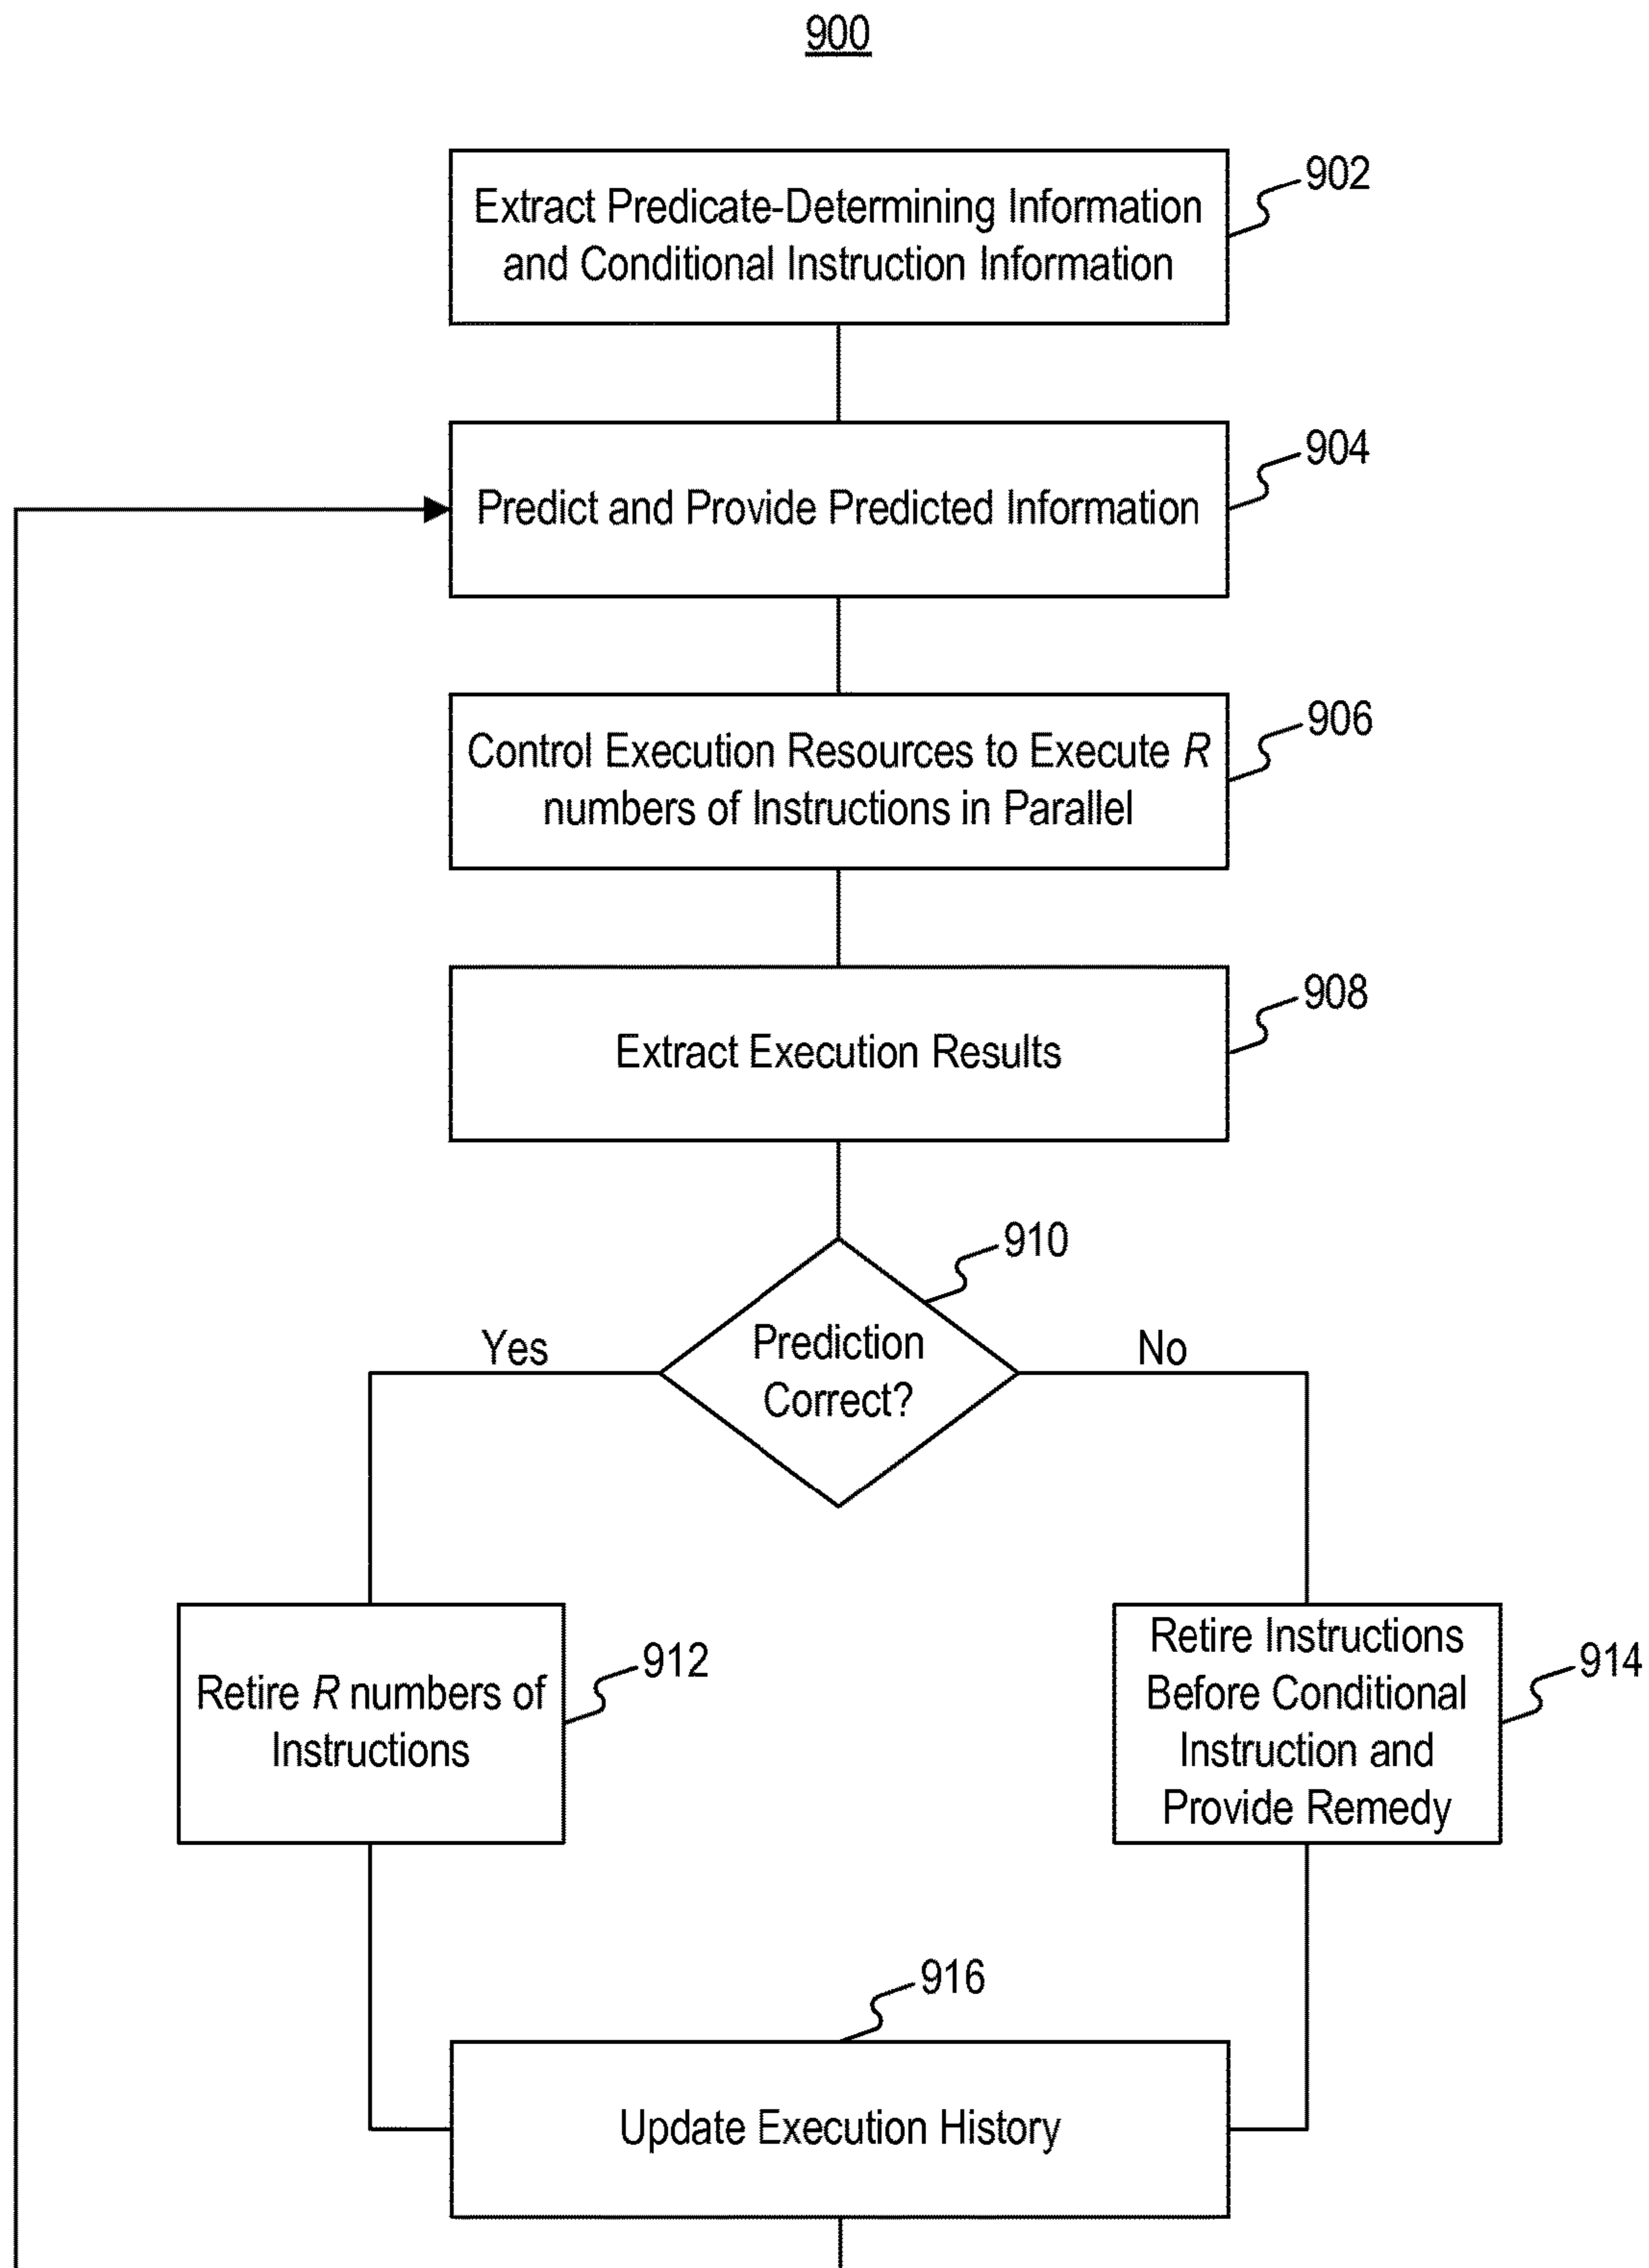 900
Extract Predicate-Determining Information
and Conditional Instruction Information
902
Predict and Provide Predicted Information
904
Control Execution Resources to Execute R
numbers of Instructions in Parallel
906
Extract Execution Results
908
Prediction
Correct?
910
Yes
No
Retire R numbers of
Instructions
912
Retire Instructions
Before Conditional
Instruction and
Provide Remedy
914
Update Execution History
916